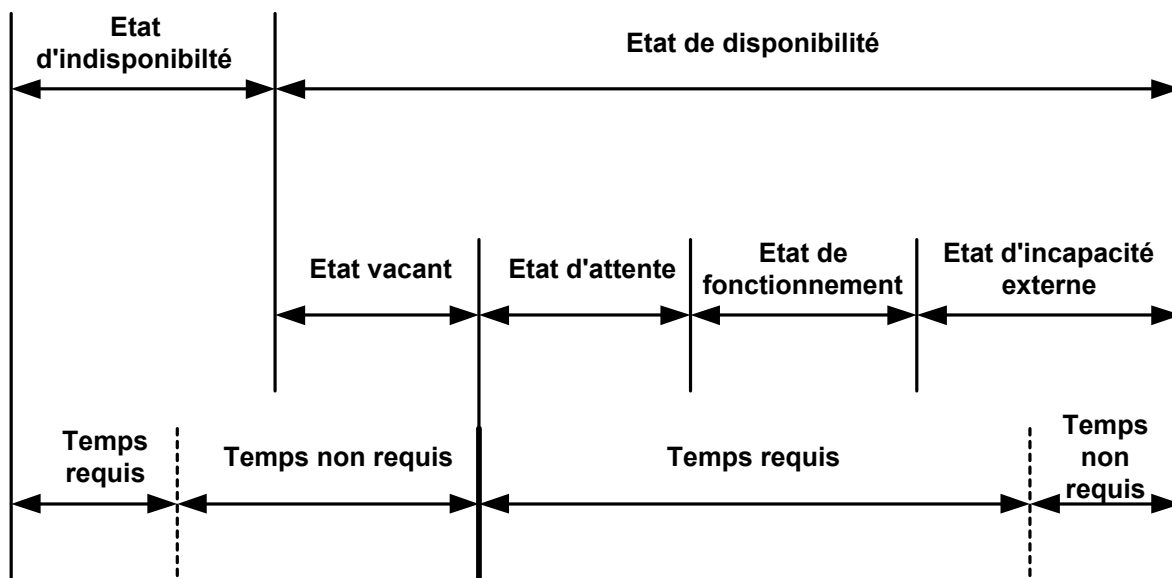 Etat
d'indisponibilté
Etat de disponibilité
Etat vacant
Etat d'attente
Etat de
fonctionnement
Etat d'incapacité
externe
Temps
requis
Temps non requis
Temps requis
Temps
non
requis